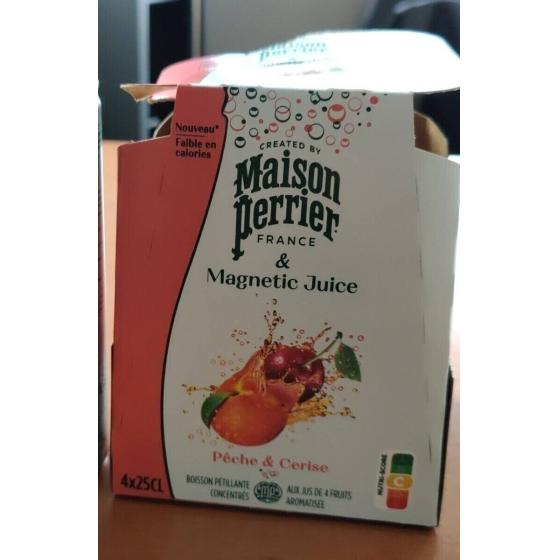 Nouveau*
Faible en
calories
CREATED BY
Maison
perrier
FRANCE
&
Magnetic Juice
Pêche & Cerise
4x25CL
BOISSON PÉTILLANTE
CONCENTRÉS
AUX JUS DE 4 FRUITS
AROMATISÉE
NUTRI-SCORE
C